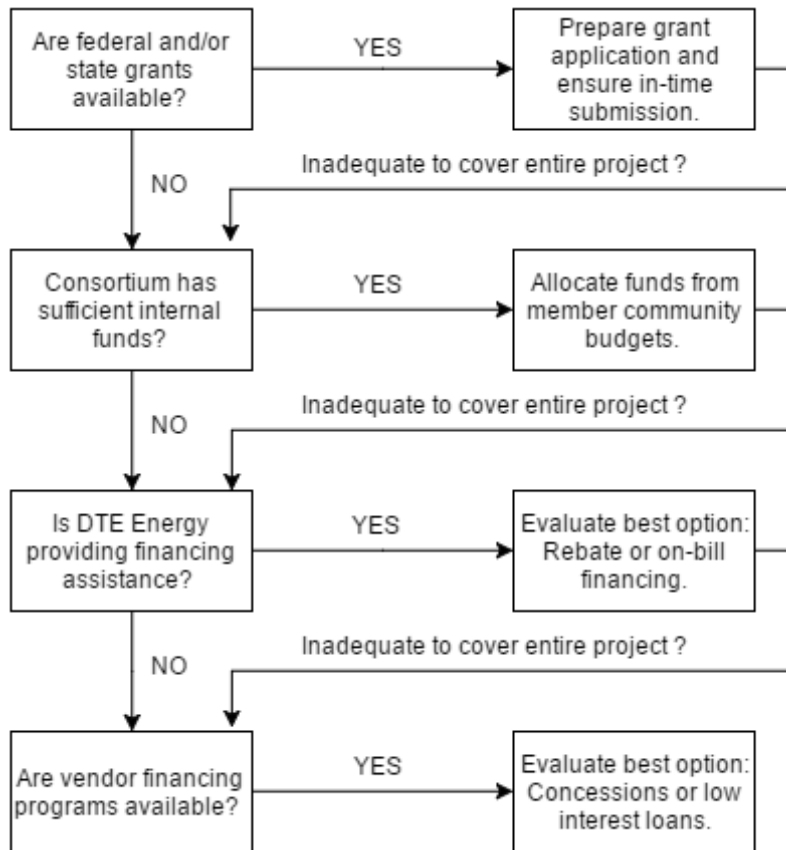 Are federal and/or
state grants
available?
YES
Prepare grant
application and
ensure in-time
submission.
NO
Inadequate to cover entire project ?
Consortium has
sufficient internal
funds?
YES
Allocate funds from
member community
budgets.
NO
Inadequate to cover entire project ?
Is DTE Energy
providing financing
assistance?
YES
Evaluate best option:
Rebate or on-bill
financing.
NO
Inadequate to cover entire project ?
Are vendor financing
programs available?
YES
Evaluate best option:
Concessions or low
interest loans.